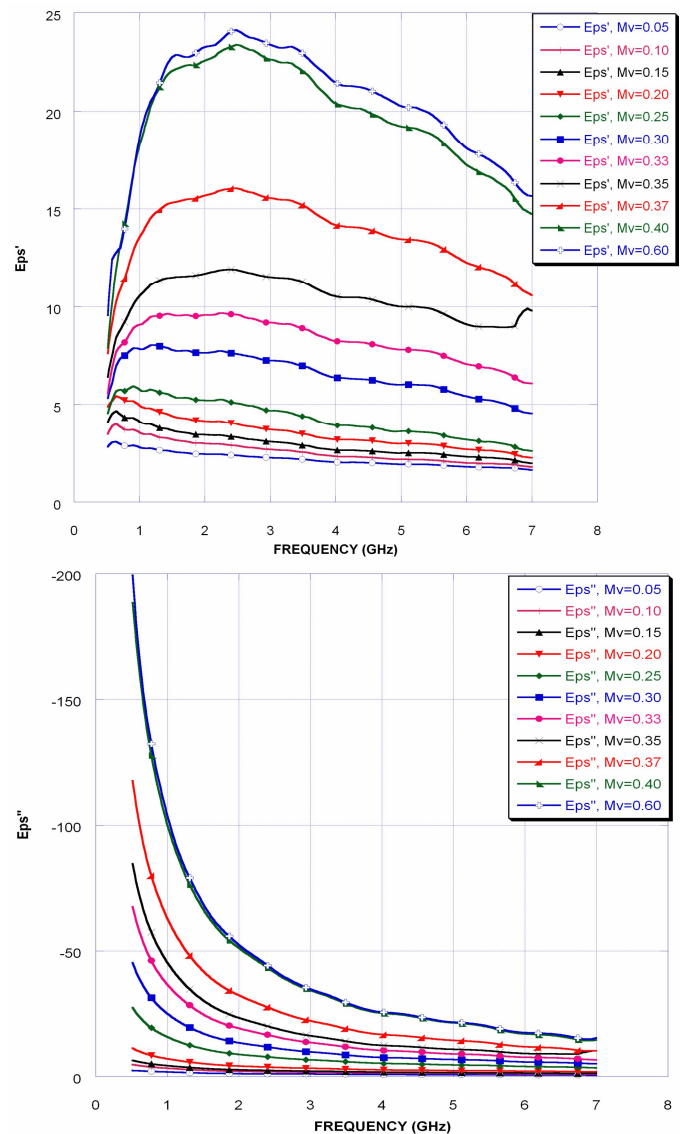 25
20
15
10
5
0
Eps'
0 1 2 3 4 5 6 7 8
FREQUENCY (GHz)
Eps', Mv=0.05
Eps', Mv=0.10
Eps', Mv=0.15
Eps', Mv=0.20
Eps', Mv=0.25
Eps', Mv=0.30
Eps', Mv=0.33
Eps', Mv=0.35
Eps', Mv=0.37
Eps', Mv=0.40
Eps', Mv=0.60
-200
-150
-100
-50
0
Eps"
0 1 2 3 4 5 6 7 8
FREQUENCY (GHz)
Eps", Mv=0.05
Eps", Mv=0.10
Eps", Mv=0.15
Eps", Mv=0.20
Eps", Mv=0.25
Eps", Mv=0.30
Eps", Mv=0.33
Eps", Mv=0.35
Eps", Mv=0.37
Eps", Mv=0.40
Eps", Mv=0.60